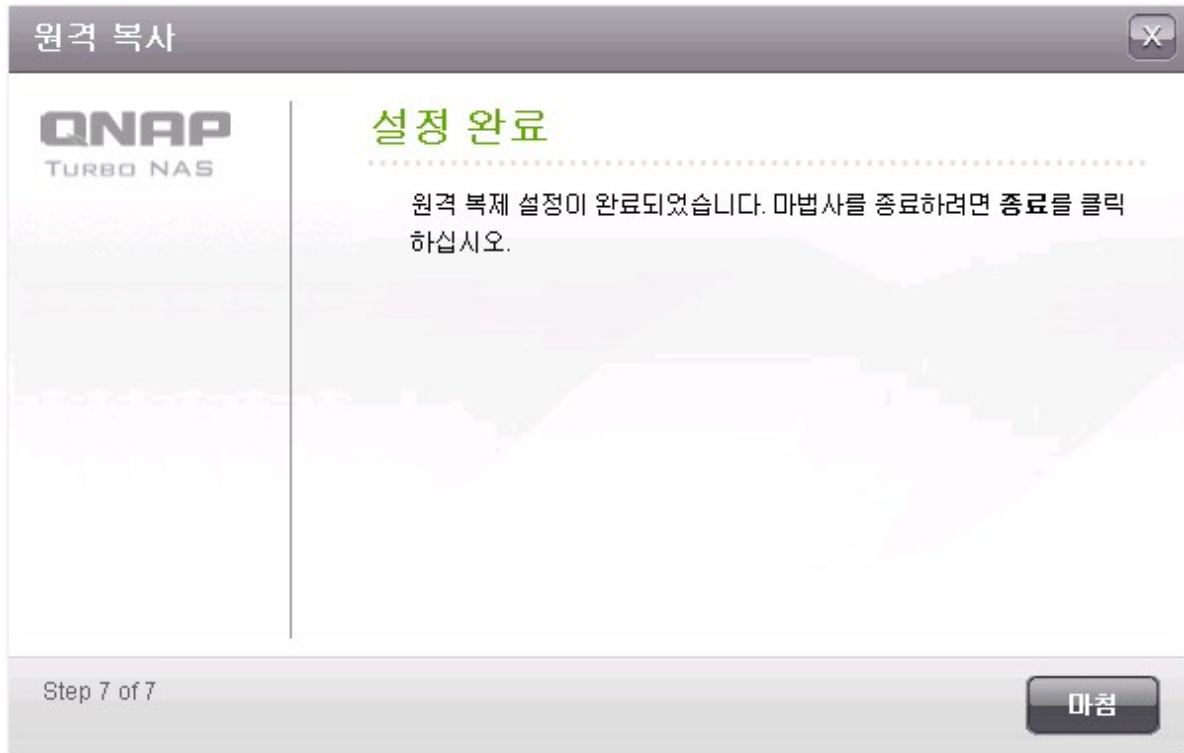 원격 복사
X
QNAP
TURBO NAS
설정 완료
원격 복제 설정이 완료되었습니다. 마법사를 종료하려면 종료를 클릭
하십시오.
Step 7 of 7
마침